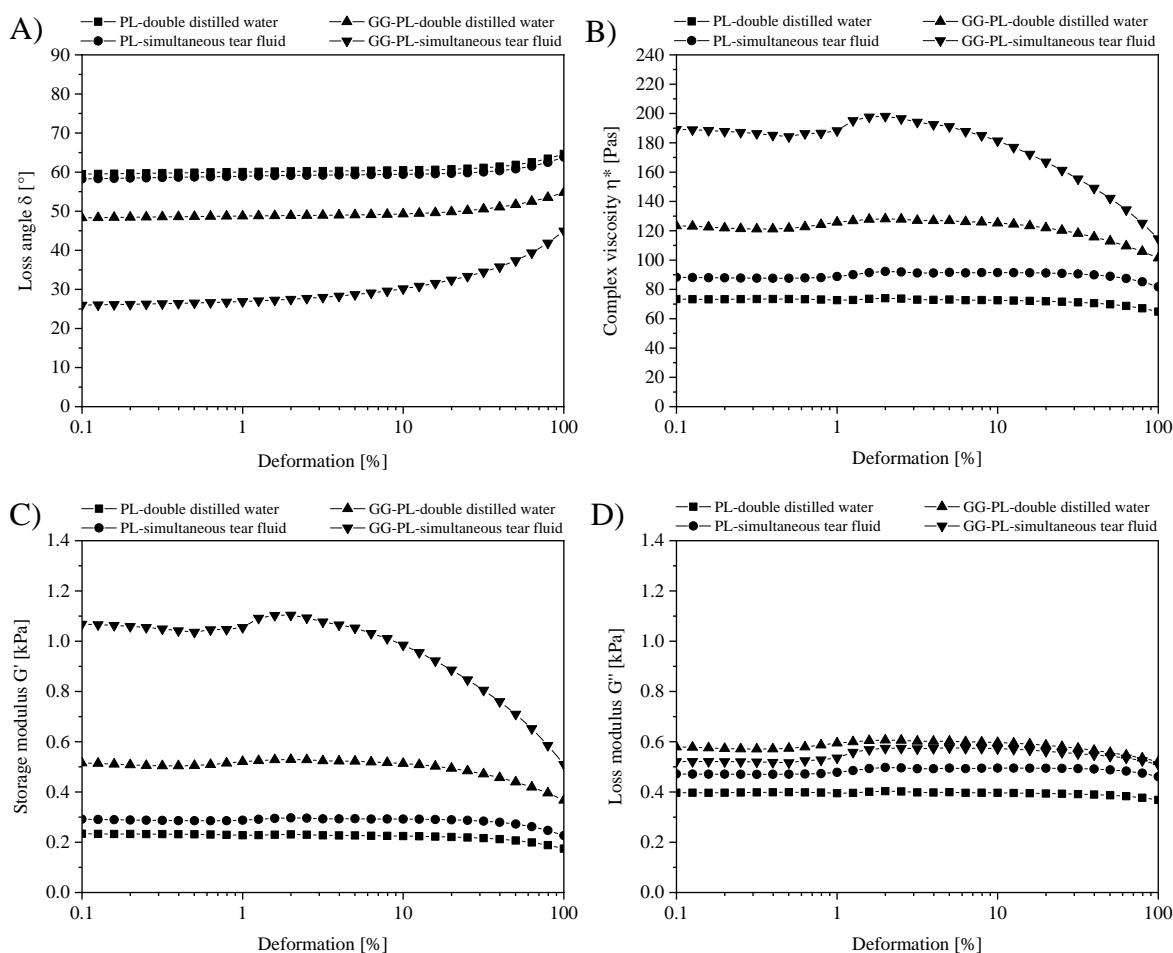 A)
PL-double distilled water GG-PL-double distilled water
PL-simultaneous tear fluid GG-PL-simultaneous tear fluid
90
80
70
60
50
40
30
20
10
0
Loss angle δ [°]
0.1 1 10 100
Deformation [%]
B)
PL-double distilled water GG-PL-double distilled water
PL-simultaneous tear fluid GG-PL-simultaneous tear fluid
240
220
200
180
160
140
120
100
80
60
40
20
0
Complex viscosity η* [Pas]
0.1 1 10 100
Deformation [%]
C)
PL-double distilled water GG-PL-double distilled water
PL-simultaneous tear fluid GG-PL-simultaneous tear fluid
1.4
1.2
1.0
0.8
0.6
0.4
0.2
0.0
Storage modulus G' [kPa]
0.1 1 10 100
Deformation [%]
D)
PL-double distilled water GG-PL-double distilled water
PL-simultaneous tear fluid GG-PL-simultaneous tear fluid
1.4
1.2
1.0
0.8
0.6
0.4
0.2
0.0
Loss modulus G'' [kPa]
0.1 1 10 100
Deformation [%]